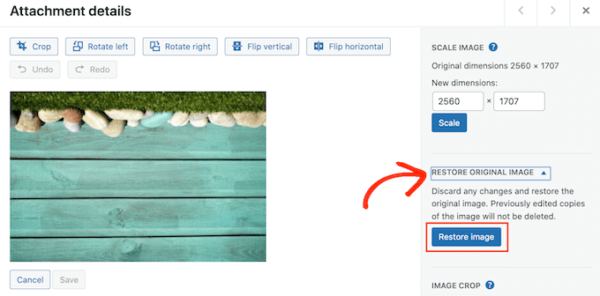 Attachment details
Crop
Rotate left
Rotate right
Flip vertical
Flip horizontal
Undo
Redo
Cancel
Save
SCALE IMAGE
Original dimensions 2560 × 1707
New dimensions:
2560 × 1707
Scale
RESTORE ORIGINAL IMAGE
Discard any changes and restore the
original image. Previously edited copies
of the image will not be deleted.
Restore image
IMAGE CROP